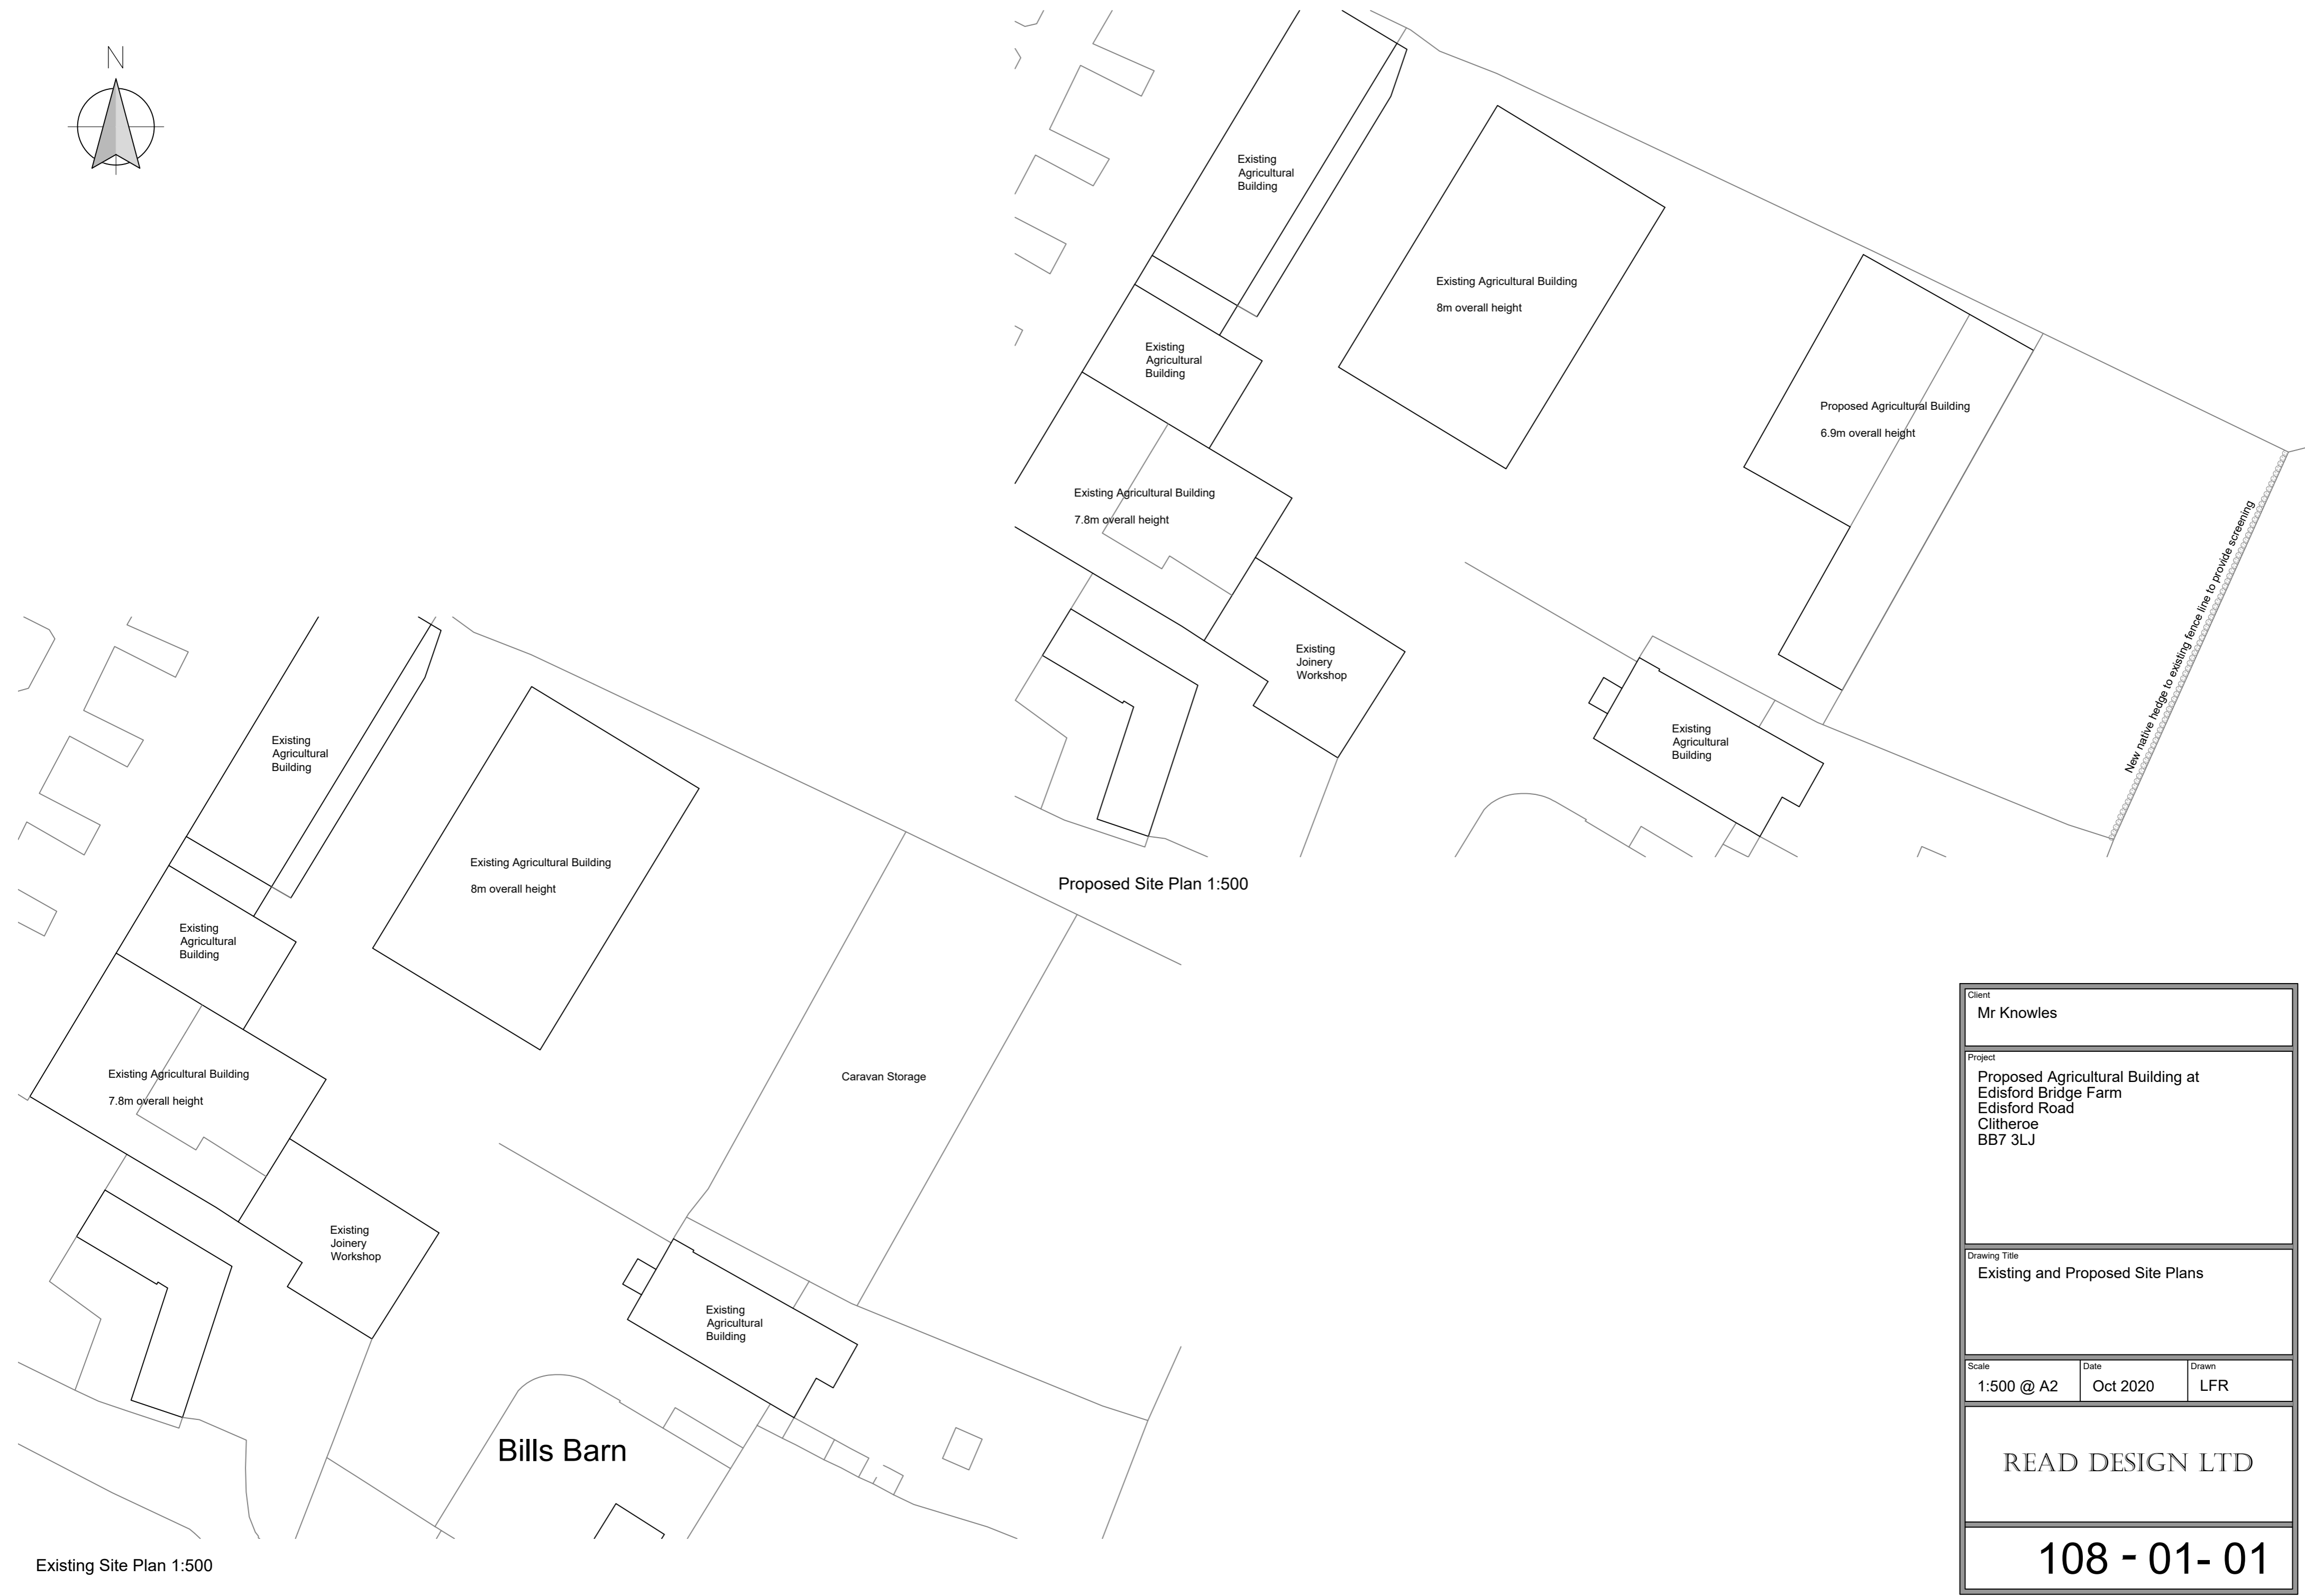 N
Existing
Agricultural
Building
Existing Agricultural Building
8m overall height
Existing
Agricultural
Building
Proposed Agricultural Building
6.9m overall height
Existing Agricultural Building
7.8m overall height
New native hedge to existing fence line to provide screening
Existing
Joinery
Workshop
Existing
Agricultural
Building
Proposed Site Plan 1:500
Existing
Agricultural
Building
Existing Agricultural Building
8m overall height
Existing
Agricultural
Building
Caravan Storage
Existing Agricultural Building
7.8m overall height
Existing
Joinery
Workshop
Existing
Agricultural
Building
Bills Barn
Existing Site Plan 1:500
Client
Mr Knowles
Project
Proposed Agricultural Building at
Edisford Bridge Farm
Edisford Road
Clitheroe
BB7 3LJ
Drawing Title
Existing and Proposed Site Plans
Scale
1:500 @ A2
Date
Oct 2020
Drawn
LFR
READ DESIGN LTD
108 - 01- 01